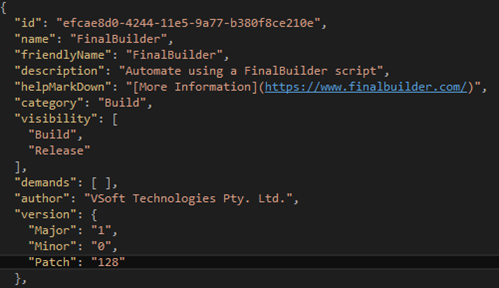 {
"id": "efcae8d0-4244-11e5-9a77-b380f8ce210e",
"name": "FinalBuilder",
"friendlyName": "FinalBuilder",
"description": "Automate using a FinalBuilder script",
"helpMarkDown": "[More Information](https://www.finalbuilder.com/)",
"category": "Build",
"visibility": [
"Build",
"Release"
],
"demands": [ ],
"author": "VSoft Technologies Pty. Ltd.",
"version": {
"Major": "1",
"Minor": "0",
"Patch": "128"
},